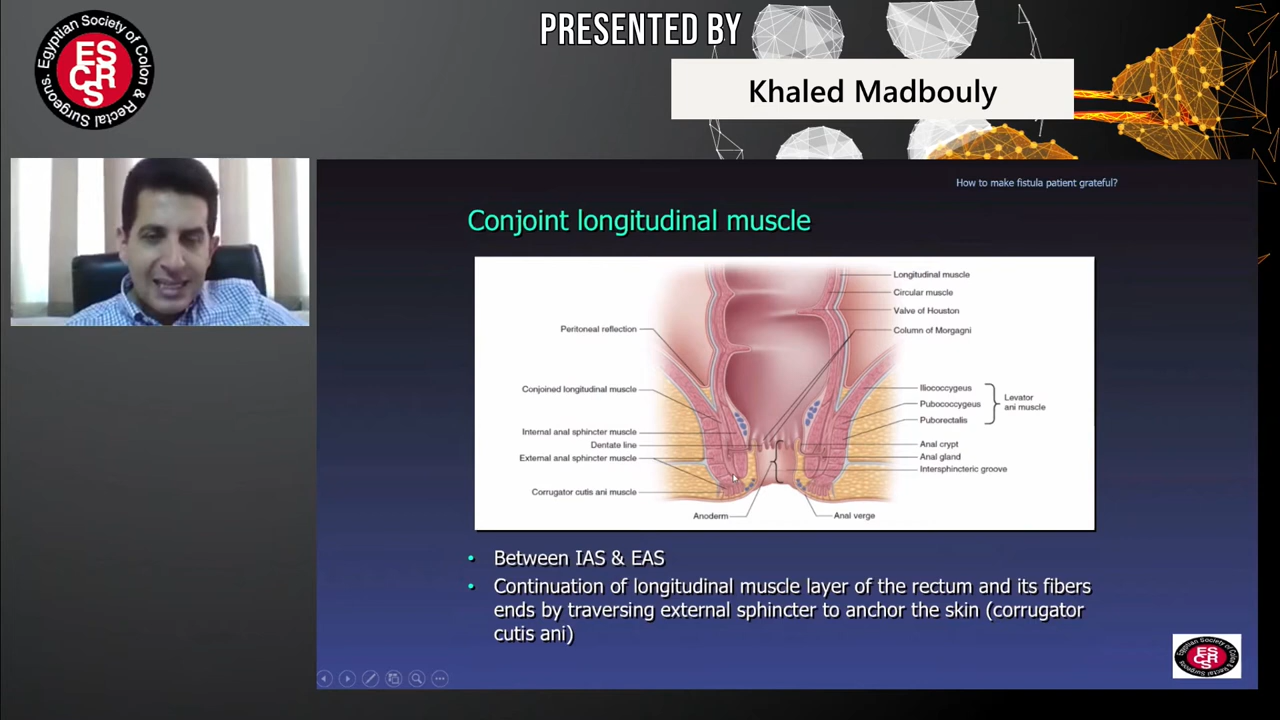 PRESENTED BY
Egyptian Society of Colon & Rectal Surgeons.
ES
CR
S
Khaled Madbouly
How to make fistula patient grateful?
Conjoint longitudinal muscle
Peritoneal reflection
Conjoined longitudinal muscle
Internal anal sphincter muscle
Dentate line
External anal sphincter muscle
Corrugator cutis ani muscle
Anoderm
Anal verge
Longitudinal muscle
Circular muscle
Valve of Houston
Column of Morgagni
Iliococcygeus
Pubococcygeus
Puborectalis
Levator
ani muscle
Anal crypt
Anal gland
Intersphincteric groove
• Between IAS & EAS
• Continuation of longitudinal muscle layer of the rectum and its fibers
ends by traversing external sphincter to anchor the skin (corrugator
cutis ani)
ES
CR
S